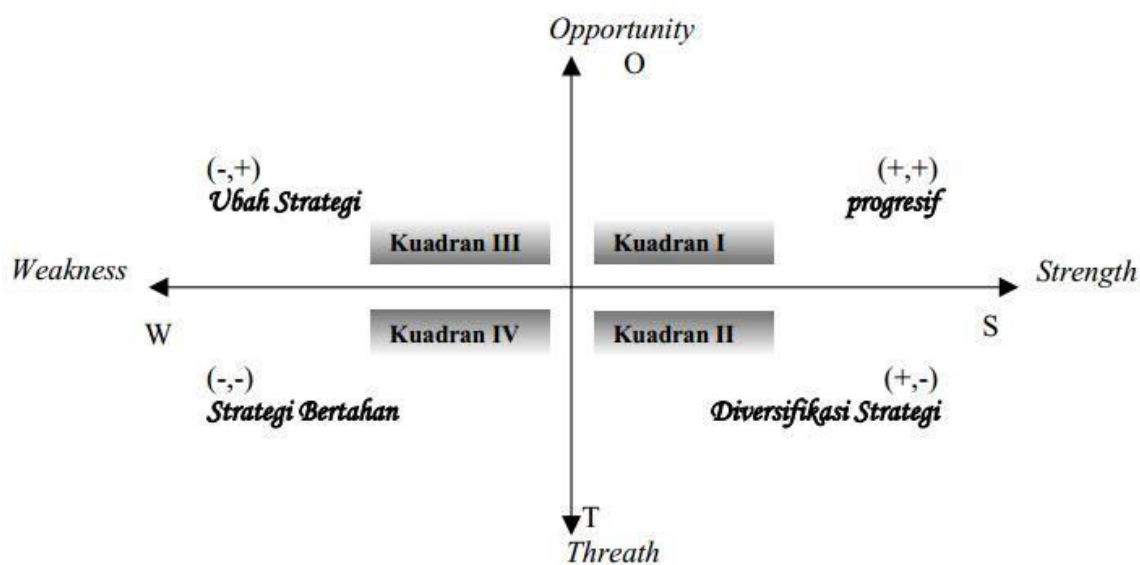 Opportunity
O
(-,+)
Ubah Strategi
(+,+)
progresif
Kuadran III
Kuadran I
Weakness
Strength
W
Kuadran IV
Kuadran II
S
(-,-)
Strategi Bertahan
(+,-)
Diversifikasi Strategi
T
Threath